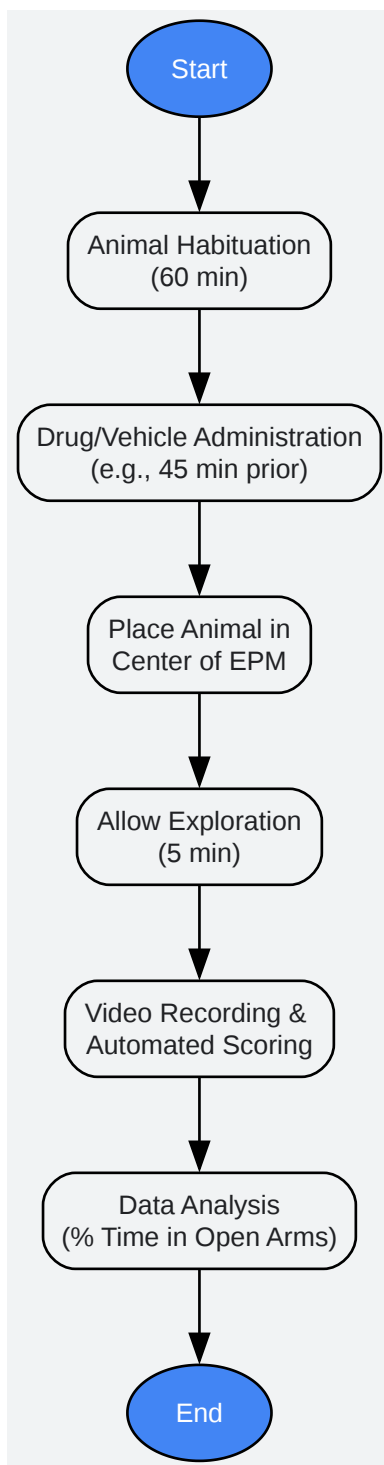 Start
Animal Habituation
(60 min)
Drug/Vehicle Administration
(e.g., 45 min prior)
Place Animal in
Center of EPM
Allow Exploration
(5 min)
Video Recording &
Automated Scoring
Data Analysis
(% Time in Open Arms)
End